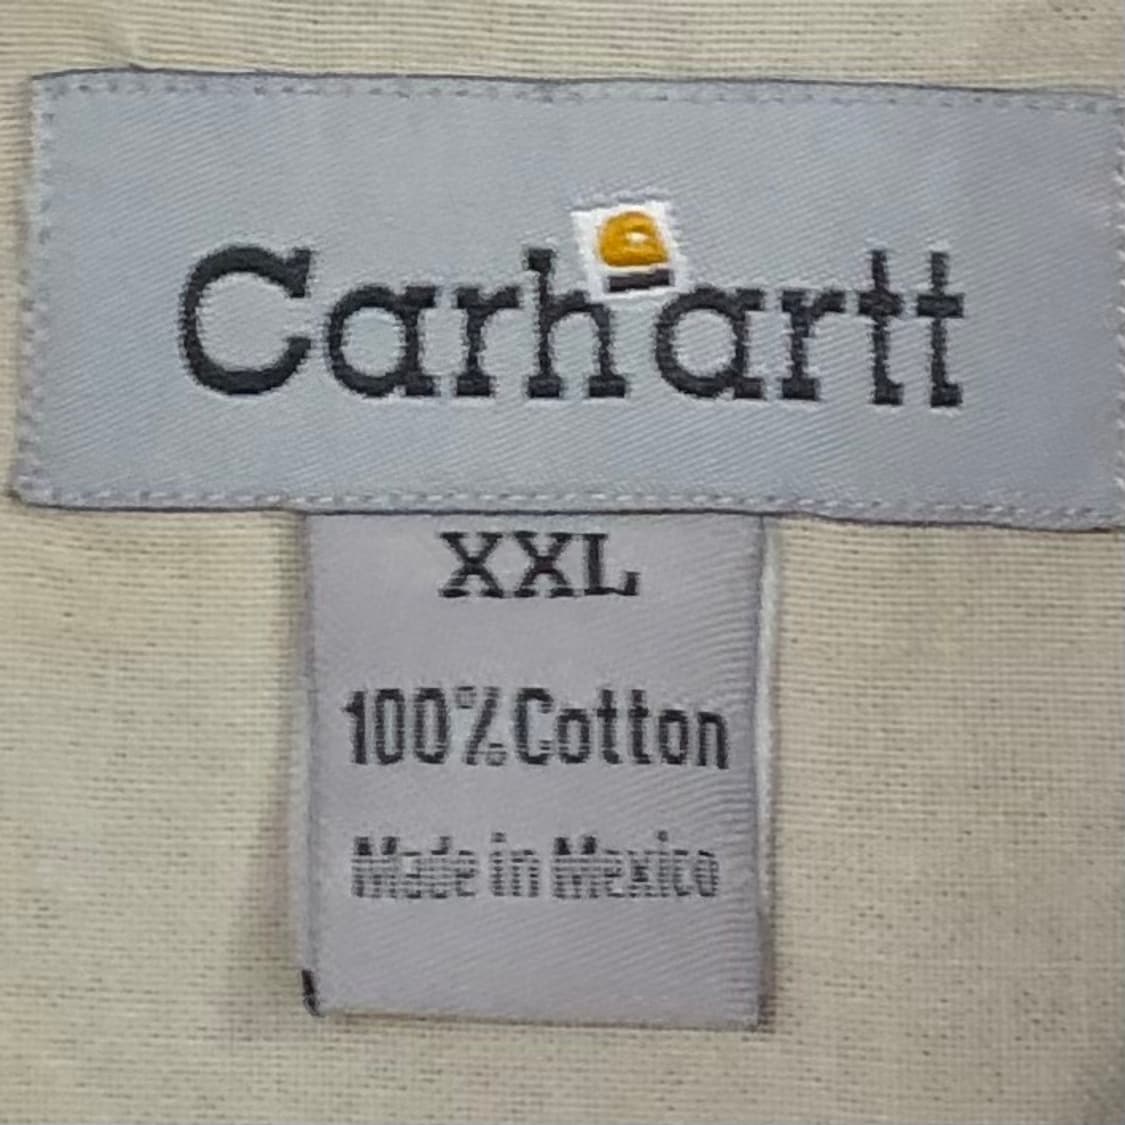 Carhartt
XXL
100% Cotton
Made in Mexico